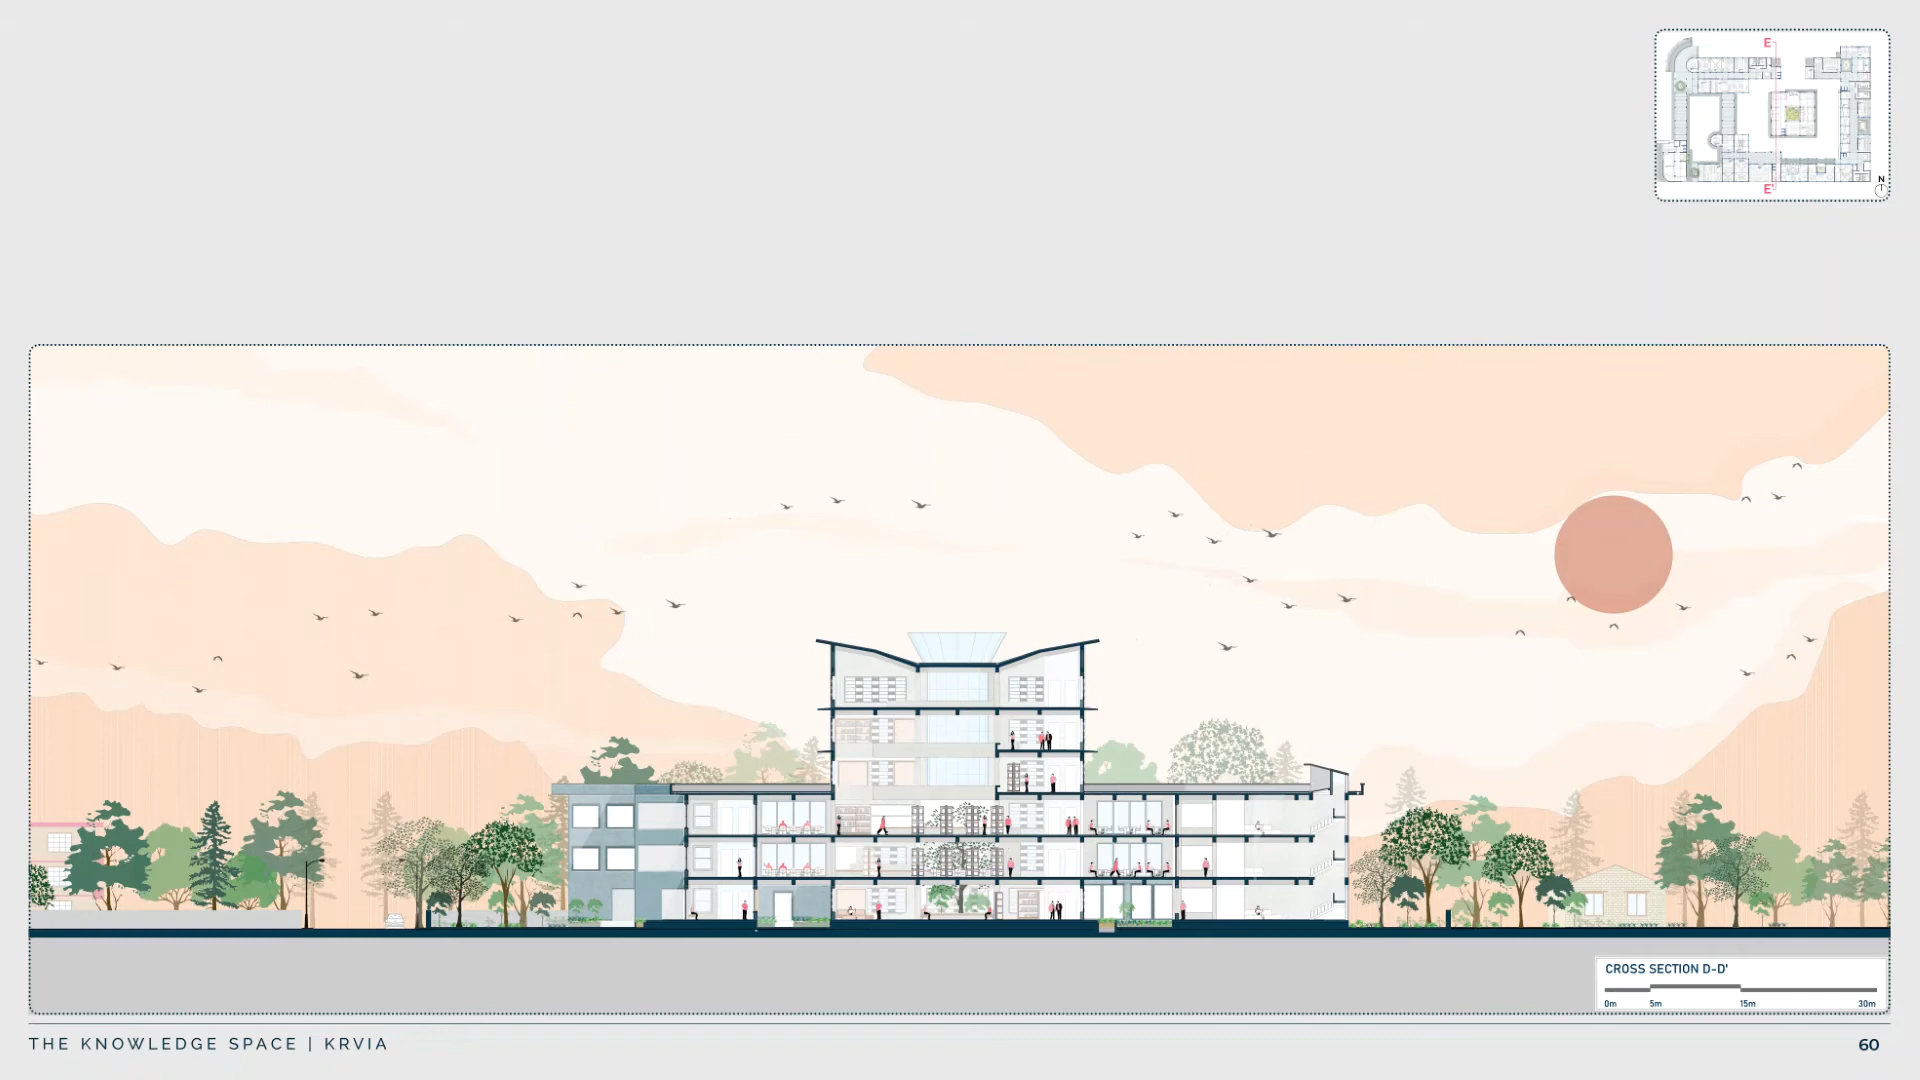 E
N
E'
CROSS SECTION D-D'
0m 5m 15m 30m
THE KNOWLEDGE SPACE | KRVIA
60